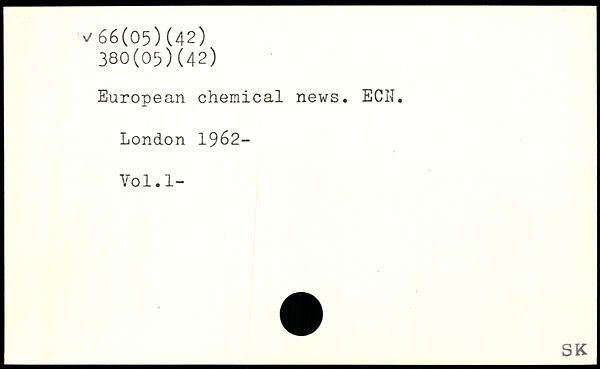 v 66(05)(42)
380(05)(42)
European chemical news. ECN.
London 1962-
Vol.1-
SK